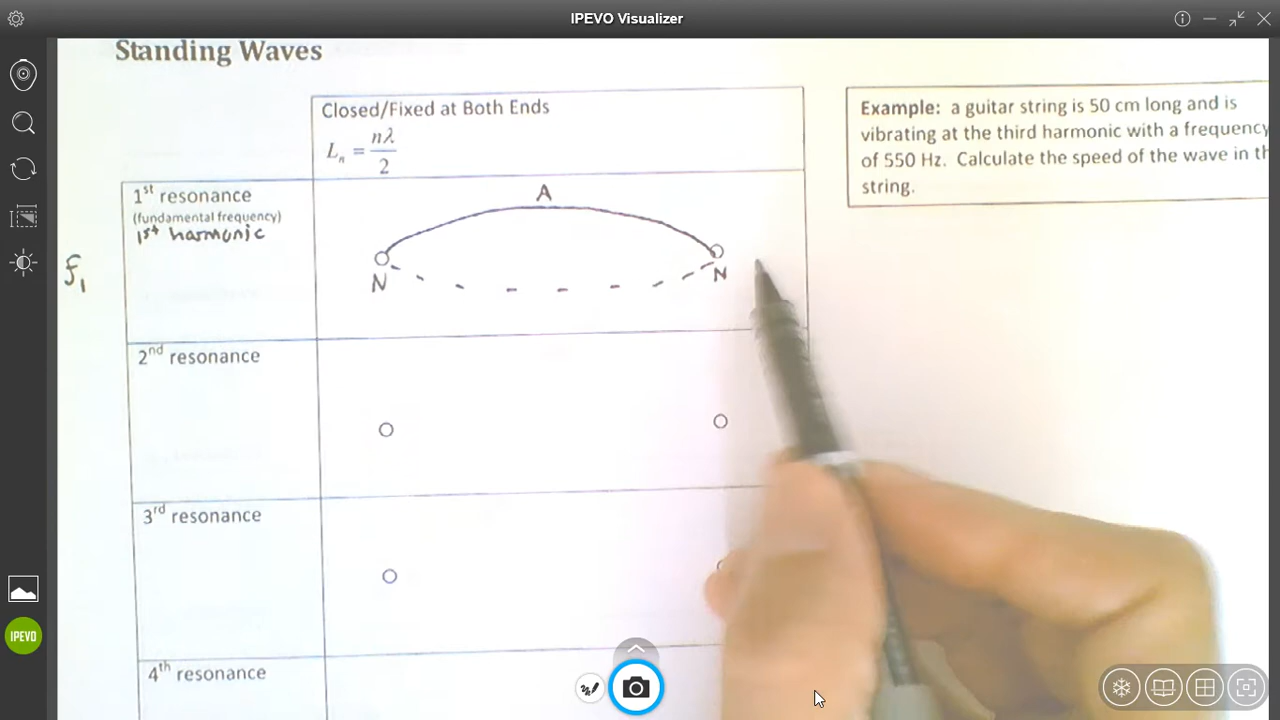 IPEVO Visualizer
Standing Waves
Closed/Fixed at Both Ends
Lₙ = nλ/2
Example: a guitar string is 50 cm long and is
vibrating at the third harmonic with a frequency
of 550 Hz. Calculate the speed of the wave in th
string.
1st resonance
(fundamental frequency)
1st harmonic
f₁
A
N
N
2nd resonance
3rd resonance
4th resonance
IPEVO